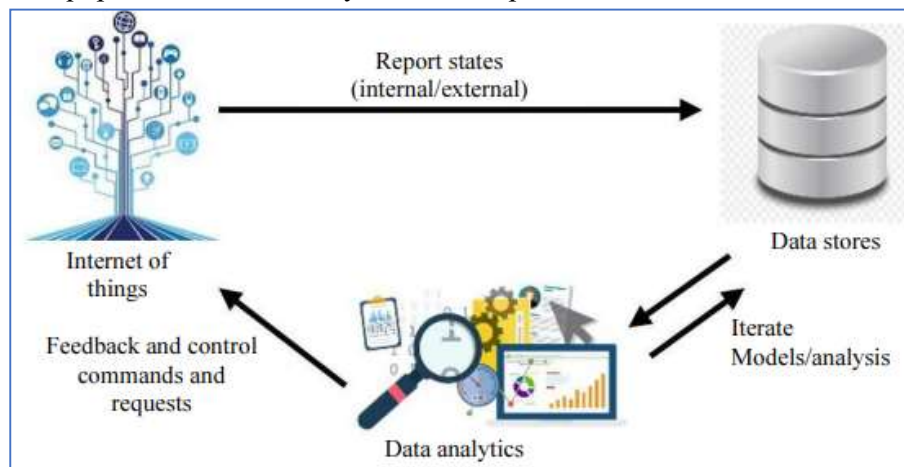 Report states
(internal/external)
Data stores
Internet of
things
Iterate
Models/analysis
Feedback and control
commands and
requests
Data analytics